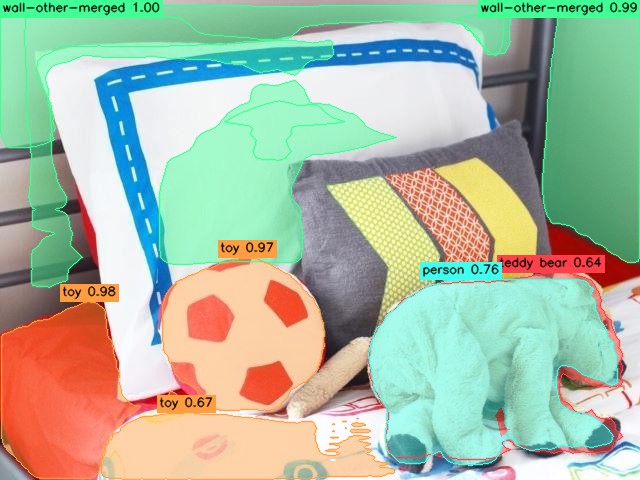 wall-other-merged 1.00
wall-other-merged 0.99
toy 0.97
person 0.76
teddy bear 0.64
toy 0.98
toy 0.67